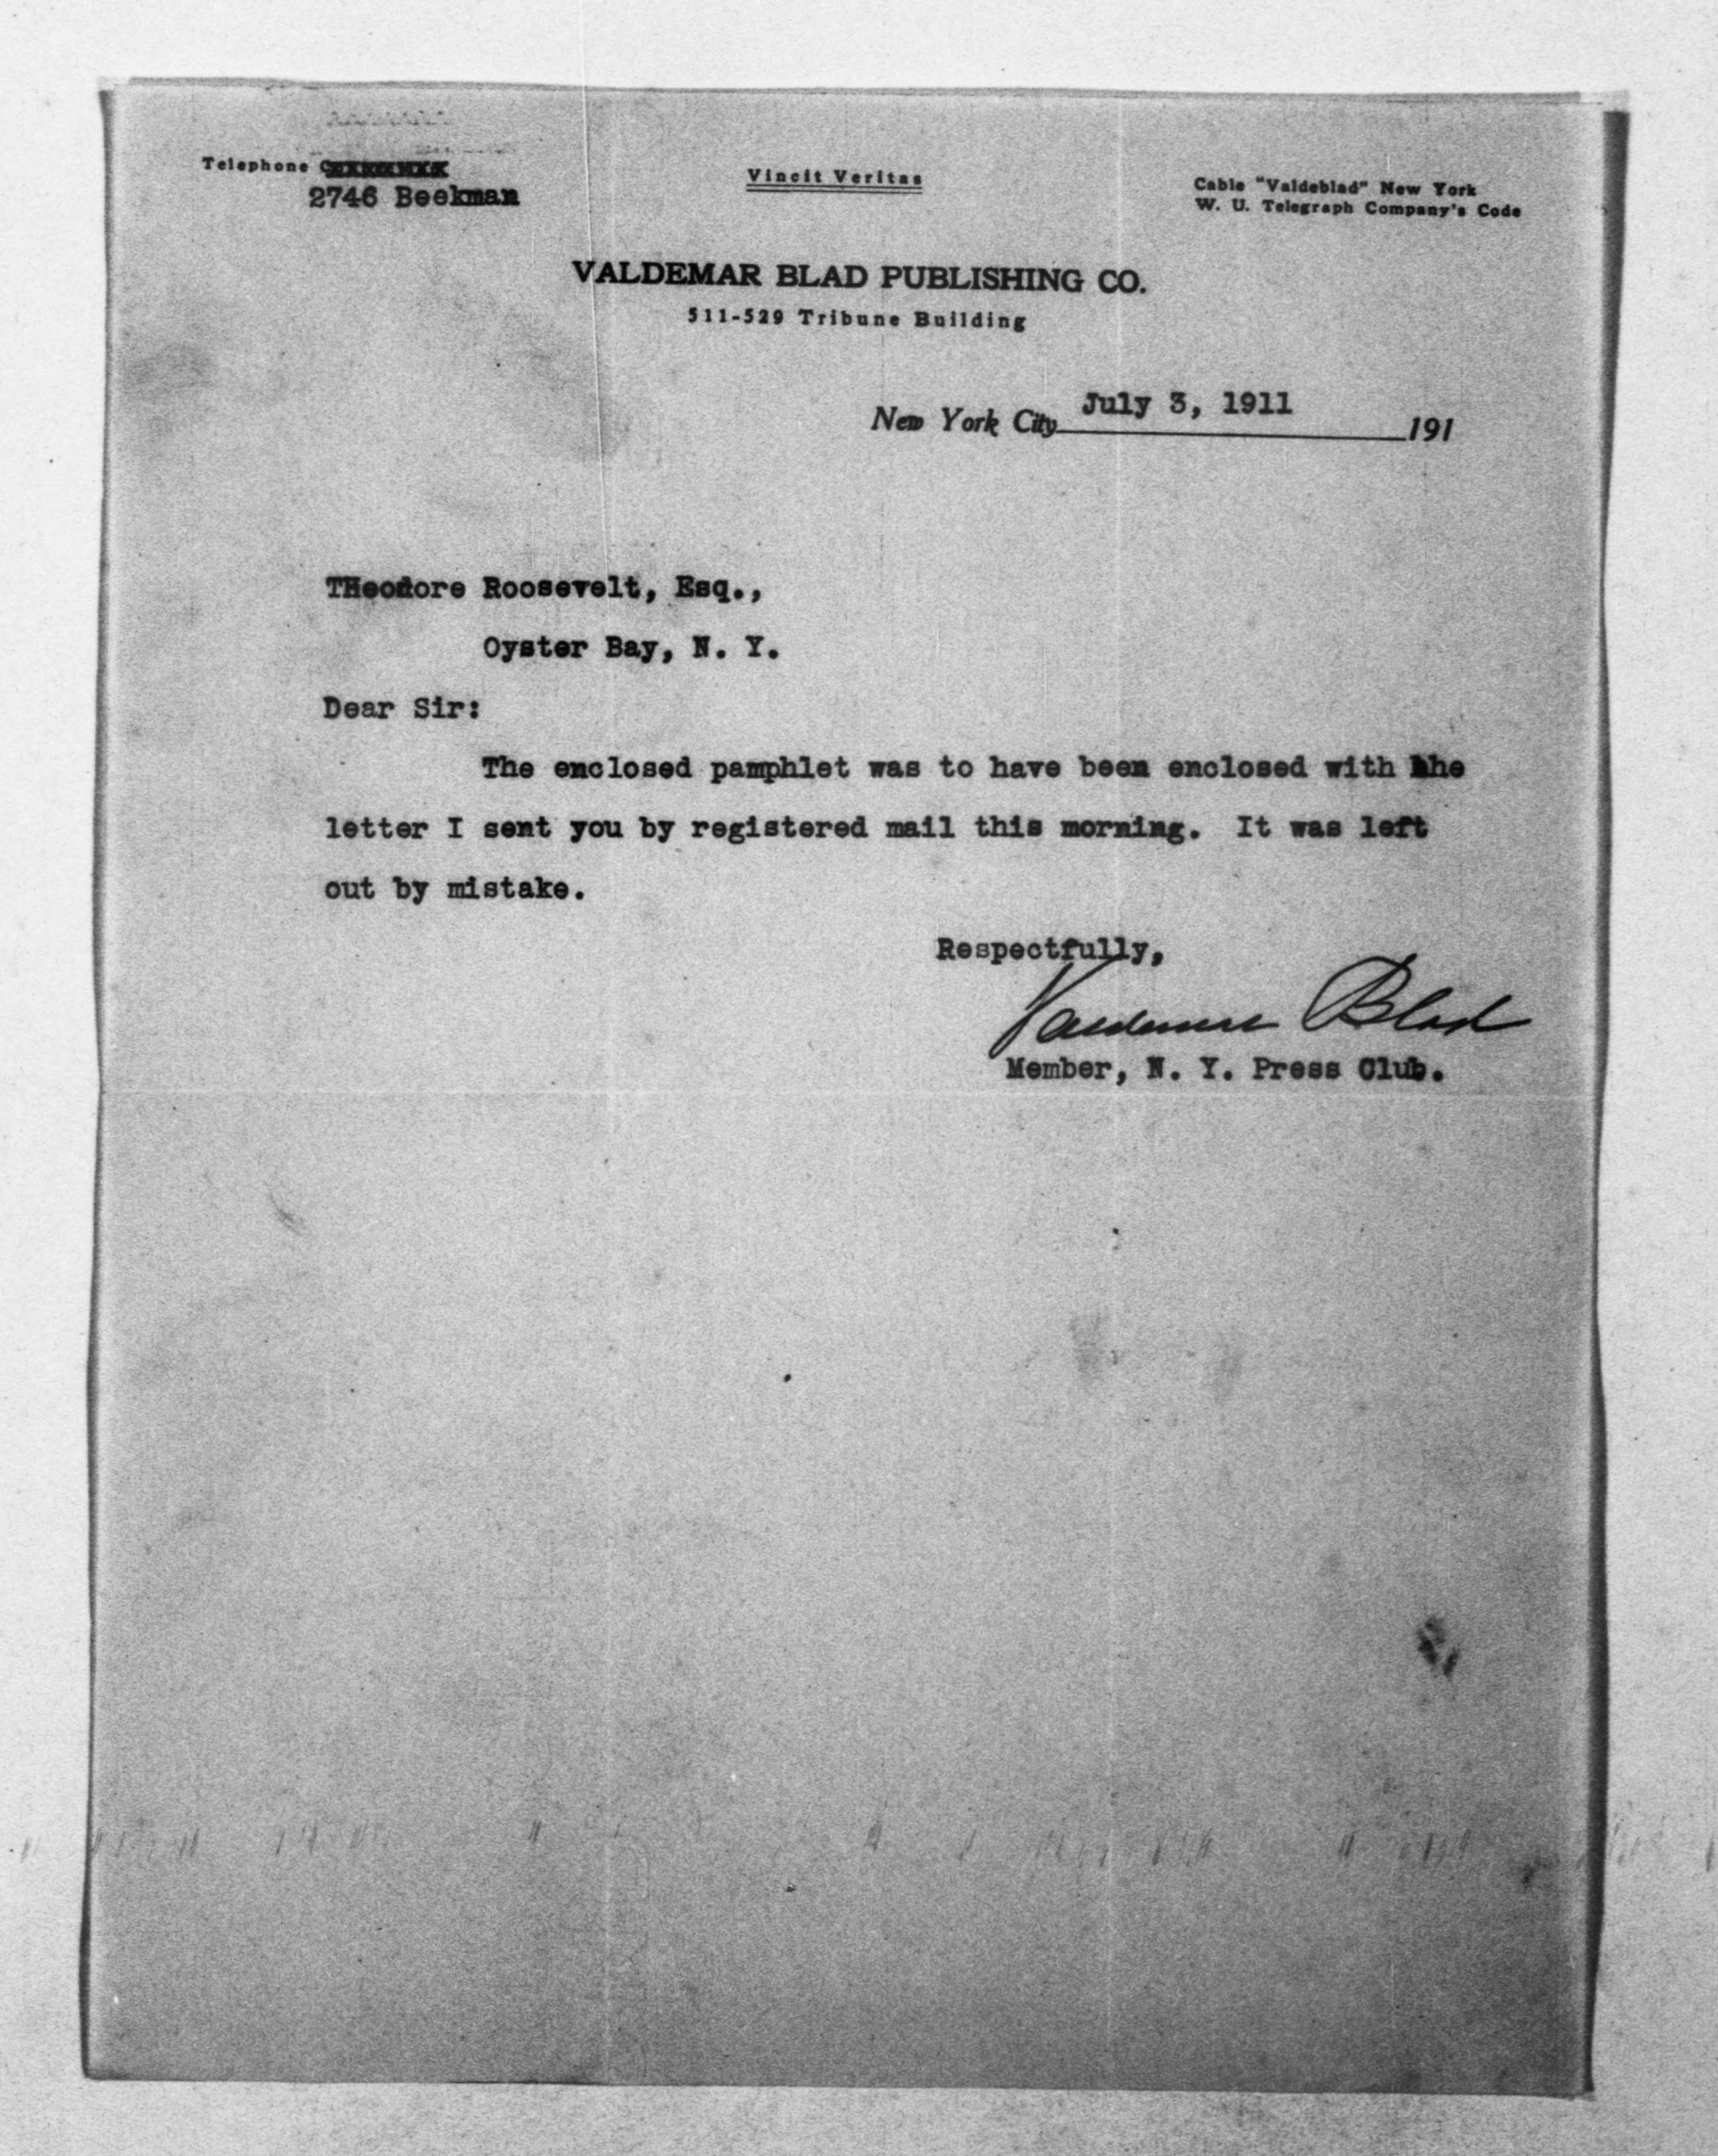 Telephone
2746 Beekman
Vincit Veritas
Cable "Valdeblad" New York
W. U. Telegraph Company's Code
VALDEMAR BLAD PUBLISHING CO.
511-529 Tribune Building
New York City July 3, 1911 191
THeodore Roosevelt, Esq.,
Oyster Bay, N. Y.
Dear Sir:
The enclosed pamphlet was to have been enclosed with the
letter I sent you by registered mail this morning. It was left
out by mistake.
Respectfully,
Valdemar Blad
Member, N. Y. Press Club.